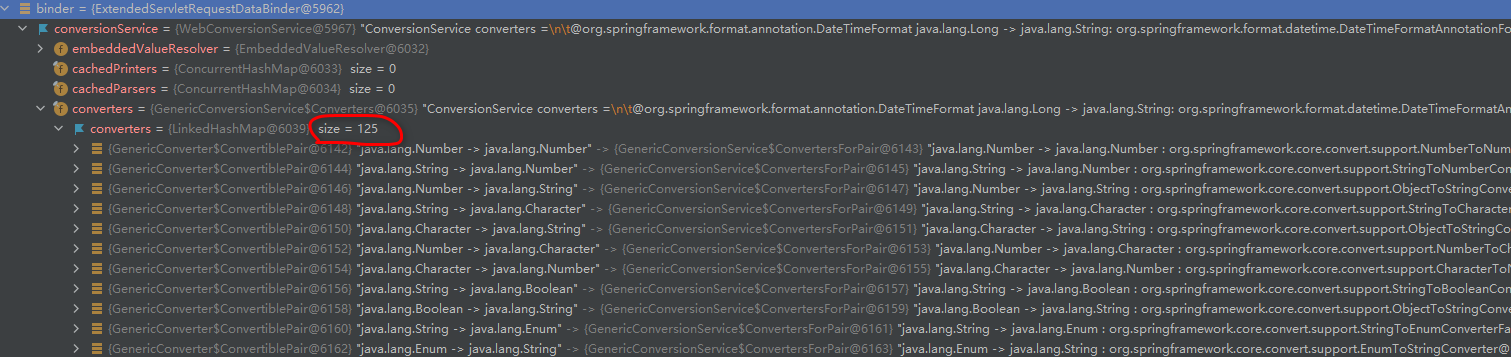 binder = {ExtendedServletRequestDataBinder@5962}
conversionService = {WebConversionService@5967} "ConversionService converters =\n\t@org.springframework.format.annotation.DateTimeFormat java.lang.Long -> java.lang.String: org.springframework.format.datetime.DateTimeFormatAnnotationFo
embeddedValueResolver = {EmbeddedValueResolver@6032}
cachedPrinters = {ConcurrentHashMap@6033} size = 0
cachedParsers = {ConcurrentHashMap@6034} size = 0
converters = {GenericConversionService$Converters@6035} "ConversionService converters =\n\t@org.springframework.format.annotation.DateTimeFormat java.lang.Long -> java.lang.String: org.springframework.format.datetime.DateTimeFormatAn
converters = {LinkedHashMap@6039} size = 125
{GenericConverter$ConvertiblePair@6142} "java.lang.Number -> java.lang.Number" -> {GenericConversionService$ConvertersForPair@6143} "java.lang.Number -> java.lang.Number : org.springframework.core.convert.support.NumberToNum
{GenericConverter$ConvertiblePair@6144} "java.lang.String -> java.lang.Number" -> {GenericConversionService$ConvertersForPair@6145} "java.lang.String -> java.lang.Number : org.springframework.core.convert.support.StringToNumberCon
{GenericConverter$ConvertiblePair@6146} "java.lang.Number -> java.lang.String" -> {GenericConversionService$ConvertersForPair@6147} "java.lang.Number -> java.lang.String : org.springframework.core.convert.support.ObjectToStringConv
{GenericConverter$ConvertiblePair@6148} "java.lang.String -> java.lang.Character" -> {GenericConversionService$ConvertersForPair@6149} "java.lang.String -> java.lang.Character : org.springframework.core.convert.support.StringToCharacter
{GenericConverter$ConvertiblePair@6150} "java.lang.Character -> java.lang.String" -> {GenericConversionService$ConvertersForPair@6151} "java.lang.Character -> java.lang.String : org.springframework.core.convert.support.ObjectToStringCo
{GenericConverter$ConvertiblePair@6152} "java.lang.Number -> java.lang.Character" -> {GenericConversionService$ConvertersForPair@6153} "java.lang.Number -> java.lang.Character : org.springframework.core.convert.support.NumberToCh
{GenericConverter$ConvertiblePair@6154} "java.lang.Character -> java.lang.Number" -> {GenericConversionService$ConvertersForPair@6155} "java.lang.Character -> java.lang.Number : org.springframework.core.convert.support.CharacterToN
{GenericConverter$ConvertiblePair@6156} "java.lang.String -> java.lang.Boolean" -> {GenericConversionService$ConvertersForPair@6157} "java.lang.String -> java.lang.Boolean : org.springframework.core.convert.support.StringToBooleanCon
{GenericConverter$ConvertiblePair@6158} "java.lang.Boolean -> java.lang.String" -> {GenericConversionService$ConvertersForPair@6159} "java.lang.Boolean -> java.lang.String : org.springframework.core.convert.support.ObjectToStringConve
{GenericConverter$ConvertiblePair@6160} "java.lang.String -> java.lang.Enum" -> {GenericConversionService$ConvertersForPair@6161} "java.lang.String -> java.lang.Enum : org.springframework.core.convert.support.StringToEnumConverterFa
{GenericConverter$ConvertiblePair@6162} "java.lang.Enum -> java.lang.String" -> {GenericConversionService$ConvertersForPair@6163} "java.lang.Enum -> java.lang.String : org.springframework.core.convert.support.EnumToStringConverter@